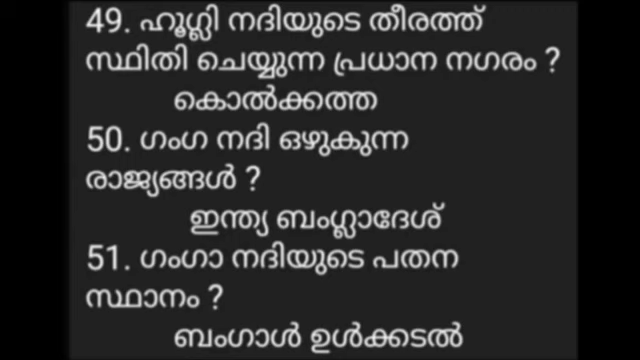 49. ഹൂഗ്ലി നദിയുടെ തീരത്ത്
സ്ഥിതി ചെയ്യുന്ന പ്രധാന നഗരം ?
കൊൽക്കത്ത
50. ഗംഗ നദി ഒഴുകുന്ന
രാജ്യങ്ങൾ ?
ഇന്ത്യ ബംഗ്ലാദേശ്
51. ഗംഗാ നദിയുടെ പതന
സ്ഥാനം ?
ബംഗാൾ ഉൾക്കടൽ